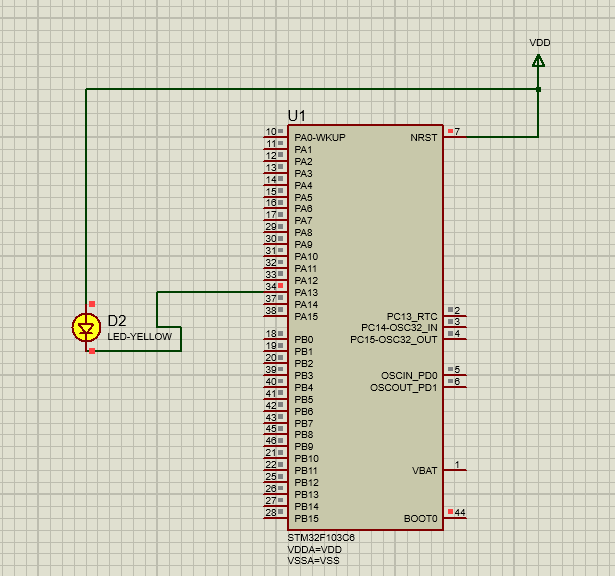 VDD
U1
10 PA0-WKUP NRST 7
11 PA1
12 PA2
13 PA3
14 PA4
15 PA5
16 PA6
17 PA7
29 PA8
30 PA9
31 PA10
32 PA11
33 PA12
34 PA13
37 PA14
38 PA15 PC13_RTC 2
PC14-OSC32_IN 3
18 PB0 PC15-OSC32_OUT 4
19 PB1
20 PB2
39 PB3 OSCIN_PD0 5
40 PB4 OSCOUT_PD1 6
41 PB5
42 PB6
43 PB7
45 PB8
46 PB9
21 PB10
22 PB11 VBAT 1
25 PB12
26 PB13
27 PB14
28 PB15 BOOT0 44
D2
LED-YELLOW
STM32F103C6
VDDA=VDD
VSSA=VSS